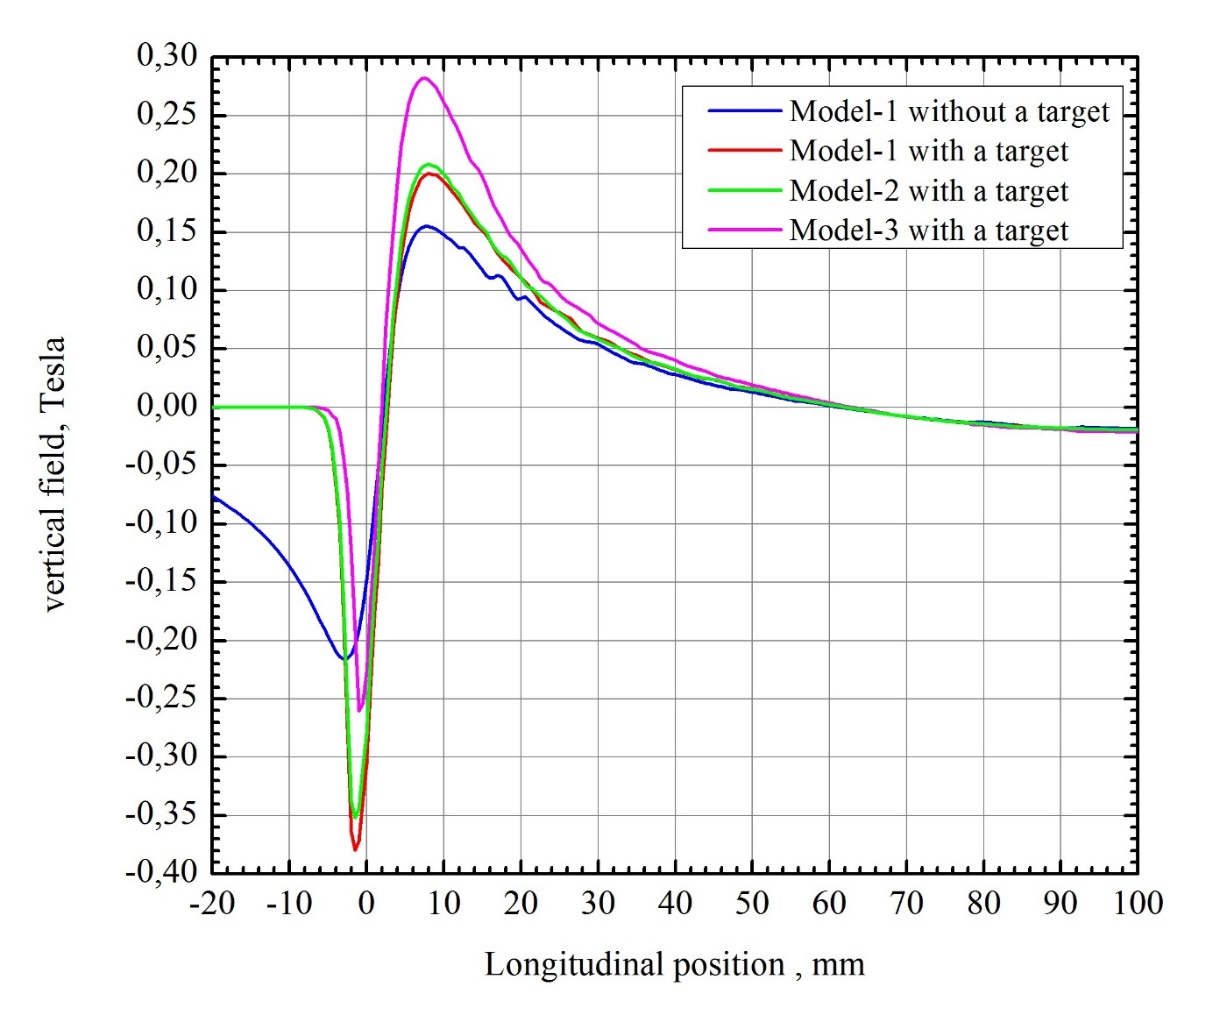 0,30
0,25
0,20
0,15
0,10
0,05
0,00
-0,05
-0,10
-0,15
-0,20
-0,25
-0,30
-0,35
-0,40
vertical field, Tesla
Model-1 without a target
Model-1 with a target
Model-2 with a target
Model-3 with a target
-20 -10 0 10 20 30 40 50 60 70 80 90 100
Longitudinal position , mm